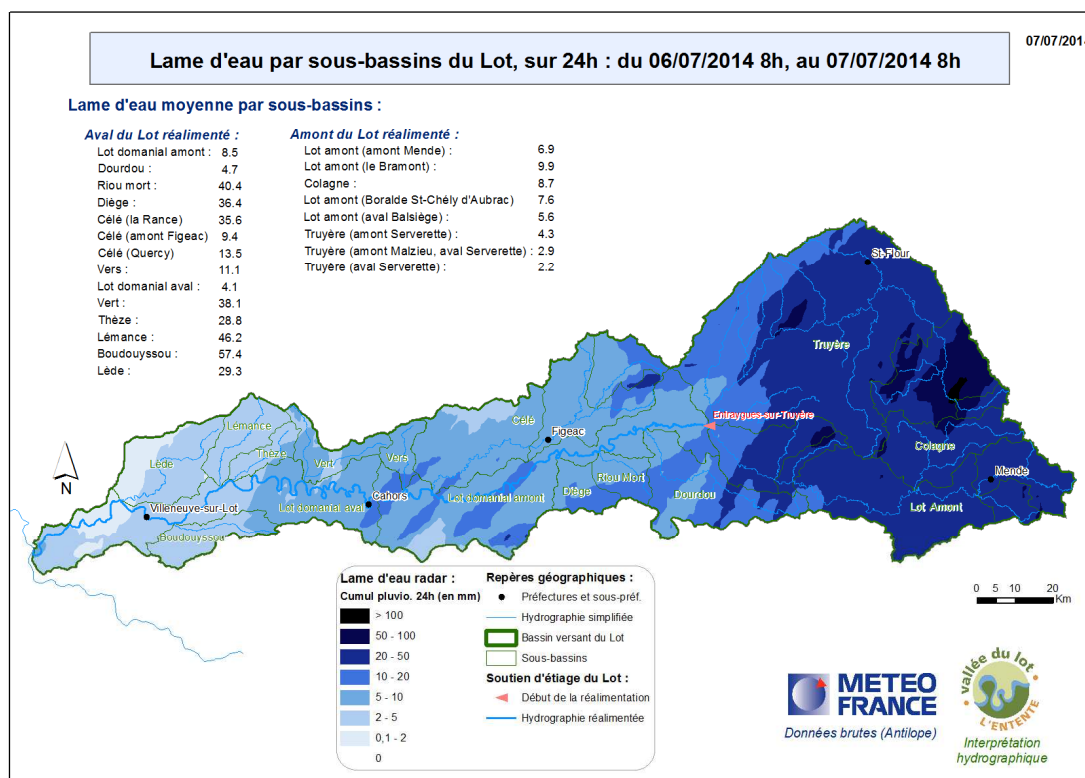 07/07/2014
Lame d'eau par sous-bassins du Lot, sur 24h : du 06/07/2014 8h, au 07/07/2014 8h
Lame d'eau moyenne par sous-bassins :
Aval du Lot réalimenté :
Lot domanial amont : 8.5
Dourdou : 4.7
Riou mort : 40.4
Diège : 36.4
Célé (la Rance) 35.6
Célé (amont Figeac) 9.4
Célé (Quercy) 13.5
Vers : 11.1
Lot domanial aval : 4.1
Vert : 38.1
Thèze : 28.8
Lémance : 46.2
Boudouyssou : 57.4
Lède : 29.3
Amont du Lot réalimenté :
Lot amont (amont Mende) : 6.9
Lot amont (le Bramont) : 9.9
Colagne : 8.7
Lot amont (Boralde St-Chély d'Aubrac) 7.6
Lot amont (aval Balsiège) : 5.6
Truyère (amont Serverette) : 4.3
Truyère (amont Malzieu, aval Serverette) : 2.9
Truyère (aval Serverette) : 2.2
St-Flour
Truyère
Entraygues-sur-Truyère
Célé
Lémance
Figeac
Thèze
Vert
Vers
Lède
Colagne
Mende
Riou Mort
Diège
Dourdou
Lot domanial amont
Cahors
Lot domanial aval
Villeneuve-sur-Lot
Lot Amont
Boudouyssou
N
Lame d'eau radar :
Cumul pluvio. 24h (en mm)
> 100
50 - 100
20 - 50
10 - 20
5 - 10
2 - 5
0,1 - 2
0
Repères géographiques :
Préfectures et sous-préf.
Hydrographie simplifiée
Bassin versant du Lot
Sous-bassins
Soutien d'étiage du Lot :
Début de la réalimentation
Hydrographie réalimentée
0 5 10 20
Km
METEO
FRANCE
Données brutes (Antilope)
vallée du lot
L'ENTENTE
Interprétation
hydrographique